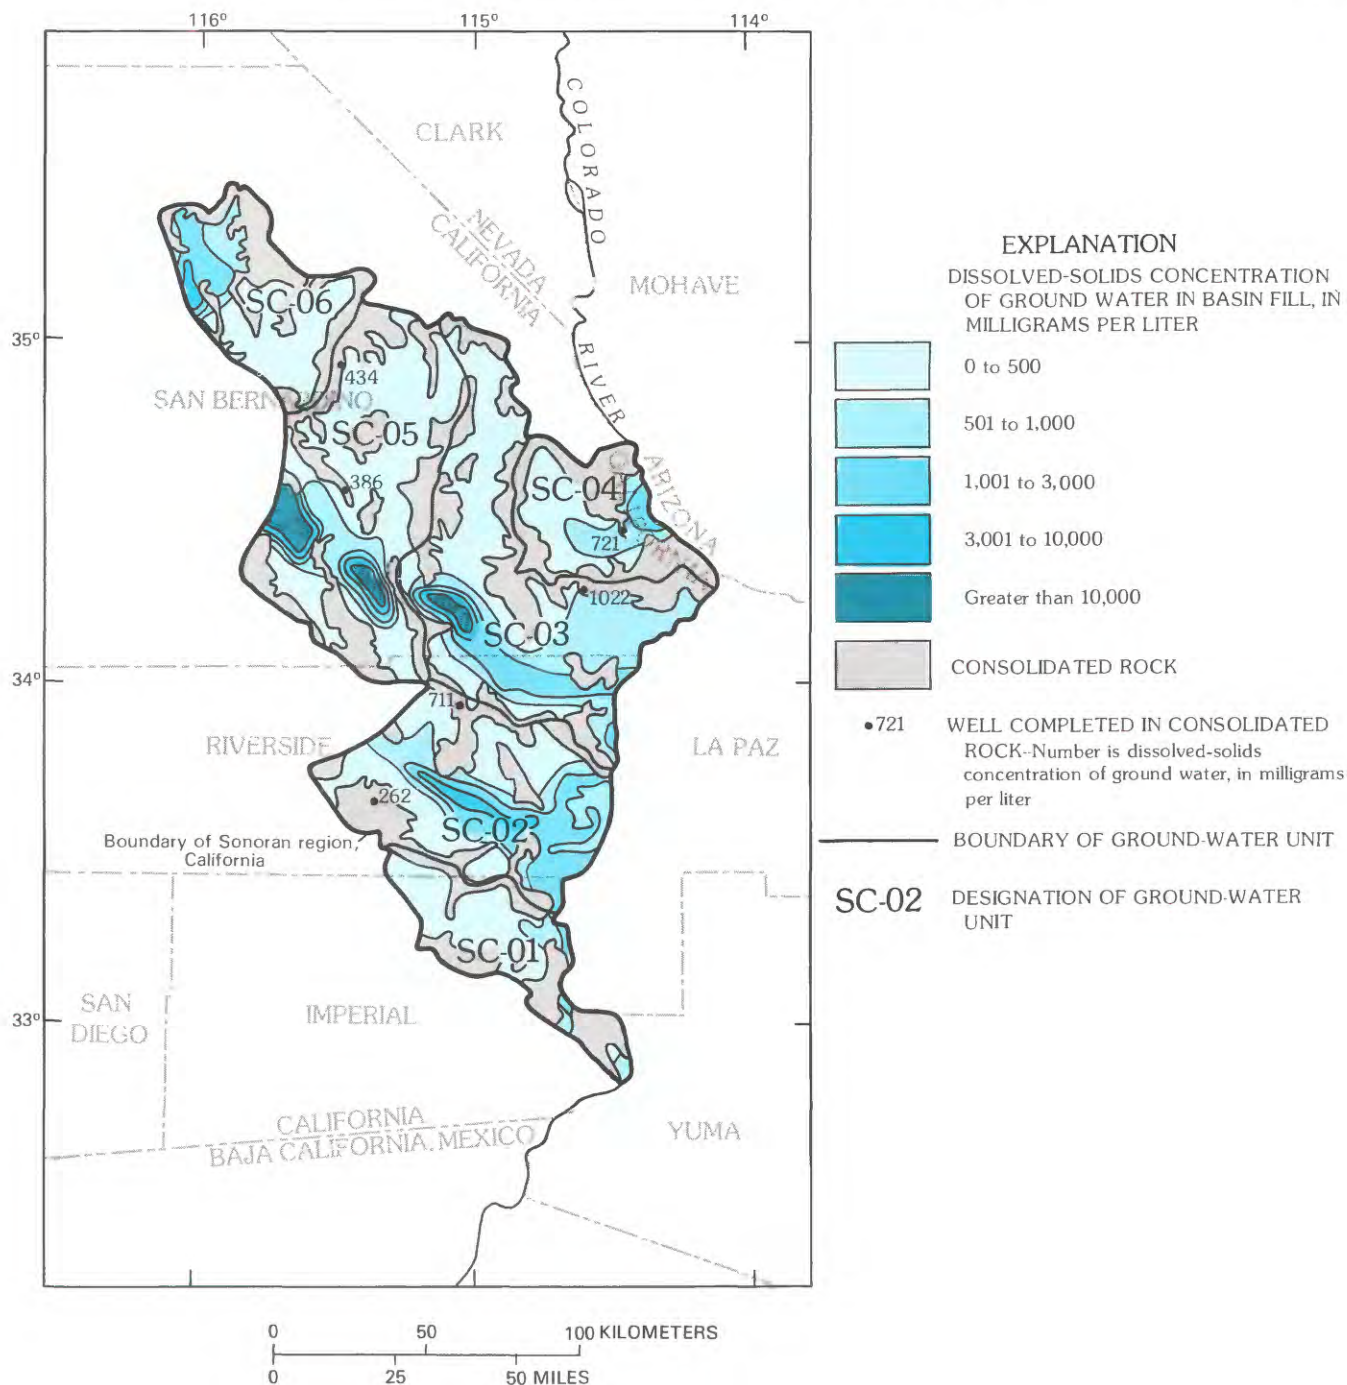 116°
115°
114°
COLORADO
RIVER
CLARK
NEVADA
CALIFORNIA
MOHAVE
SC-06
35°
434
SAN BERNARDINO
SC-05
386
SC-04
ARIZONA
CALIFORNIA
721
1022
SC-03
34°
711
RIVERSIDE
LA PAZ
262
SC-02
Boundary of Sonoran region,
California
SC-01
SAN
DIEGO
IMPERIAL
33°
CALIFORNIA
BAJA CALIFORNIA, MEXICO
YUMA
0 50 100 KILOMETERS
0 25 50 MILES
EXPLANATION
DISSOLVED-SOLIDS CONCENTRATION
OF GROUND WATER IN BASIN FILL, IN
MILLIGRAMS PER LITER
0 to 500
501 to 1,000
1,001 to 3,000
3,001 to 10,000
Greater than 10,000
CONSOLIDATED ROCK
•721 WELL COMPLETED IN CONSOLIDATED
ROCK--Number is dissolved-solids
concentration of ground water, in milligrams
per liter
BOUNDARY OF GROUND-WATER UNIT
SC-02 DESIGNATION OF GROUND-WATER
UNIT